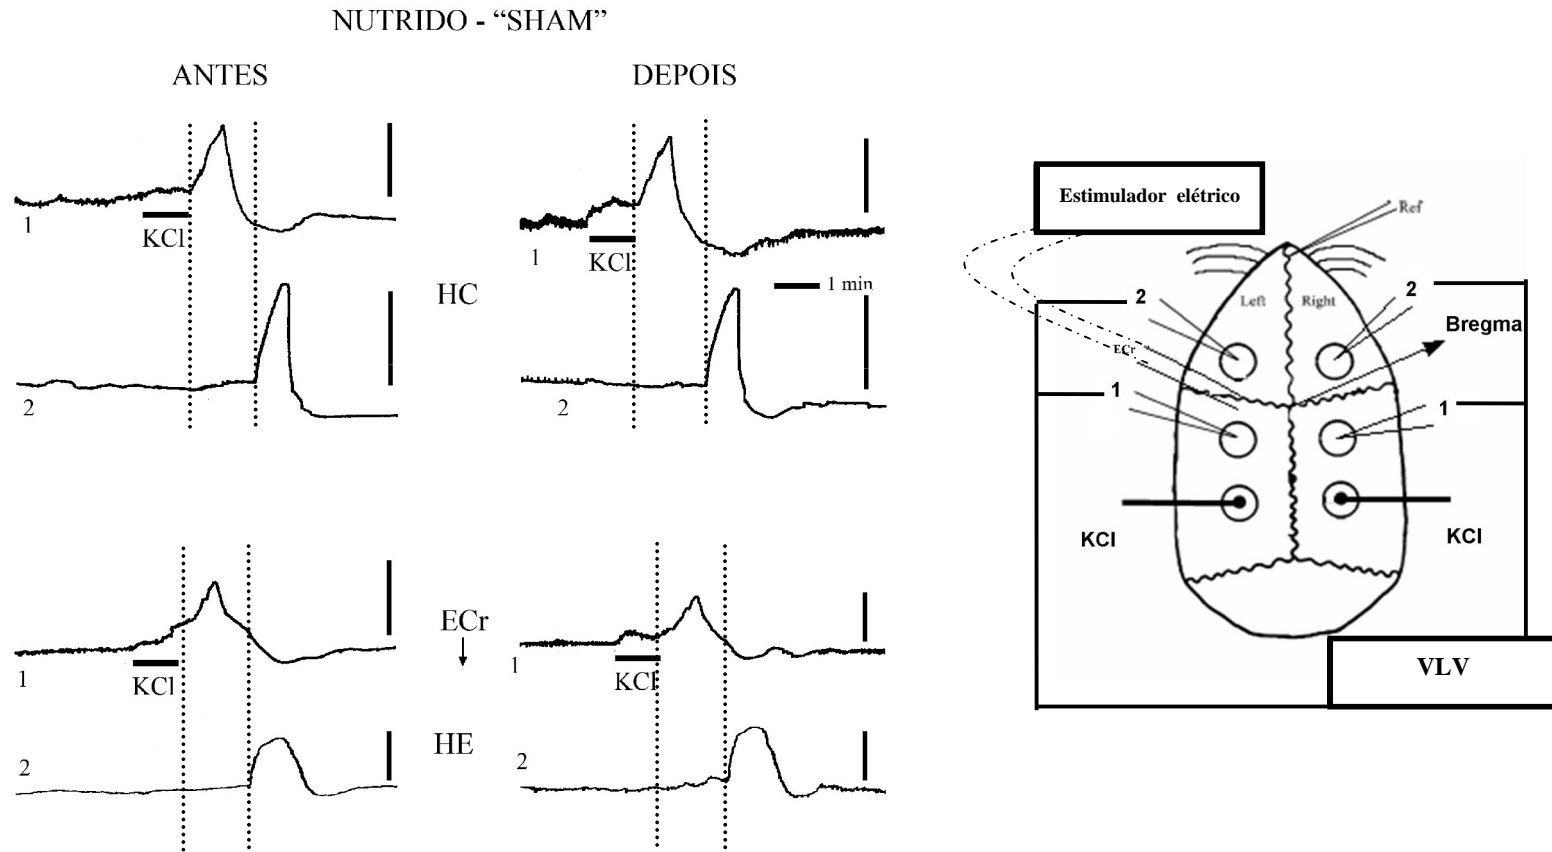 NUTRIDO - “SHAM”
ANTES
DEPOIS
1
KCl
2
HC
1
KCl
1 min
2
1
KCl
2
ECr
HE
1
KCl
2
Estimulador elétrico
Ref
Left
Right
2
2
Bregma
ECr
1
1
KCl
KCl
VLV